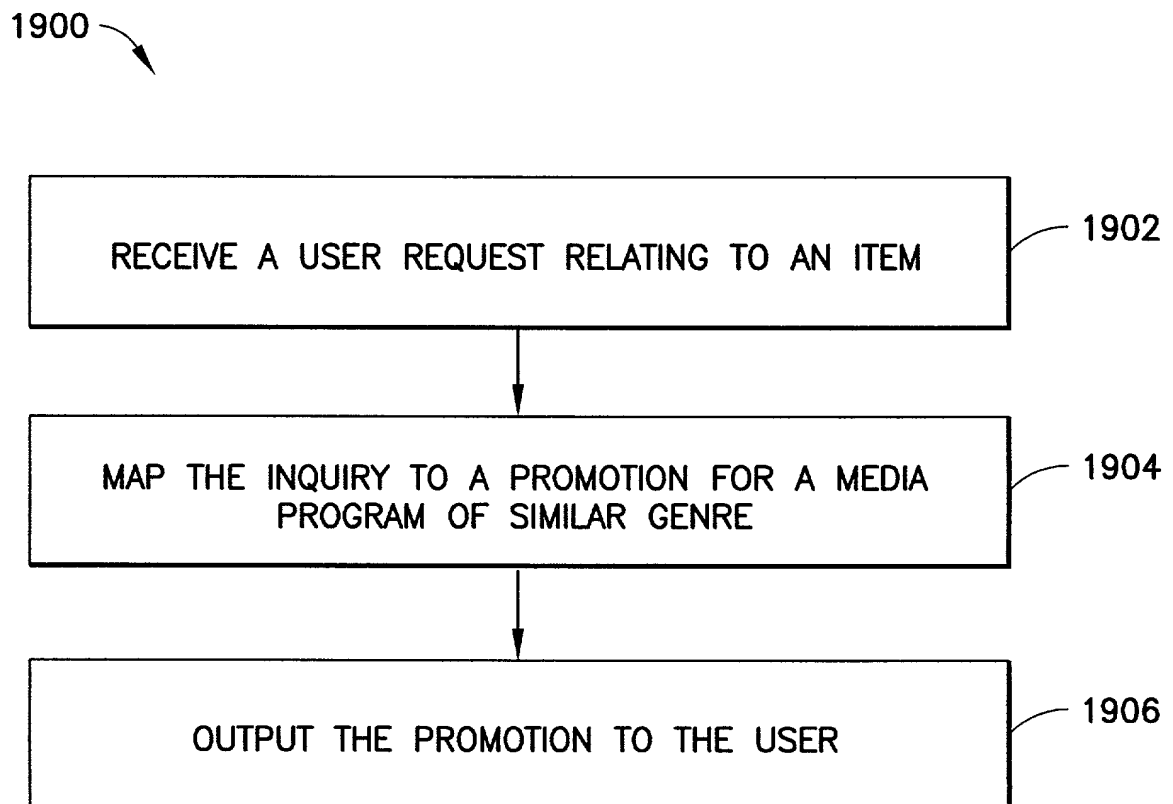 1900
RECEIVE A USER REQUEST RELATING TO AN ITEM
1902
MAP THE INQUIRY TO A PROMOTION FOR A MEDIA
PROGRAM OF SIMILAR GENRE
1904
OUTPUT THE PROMOTION TO THE USER
1906